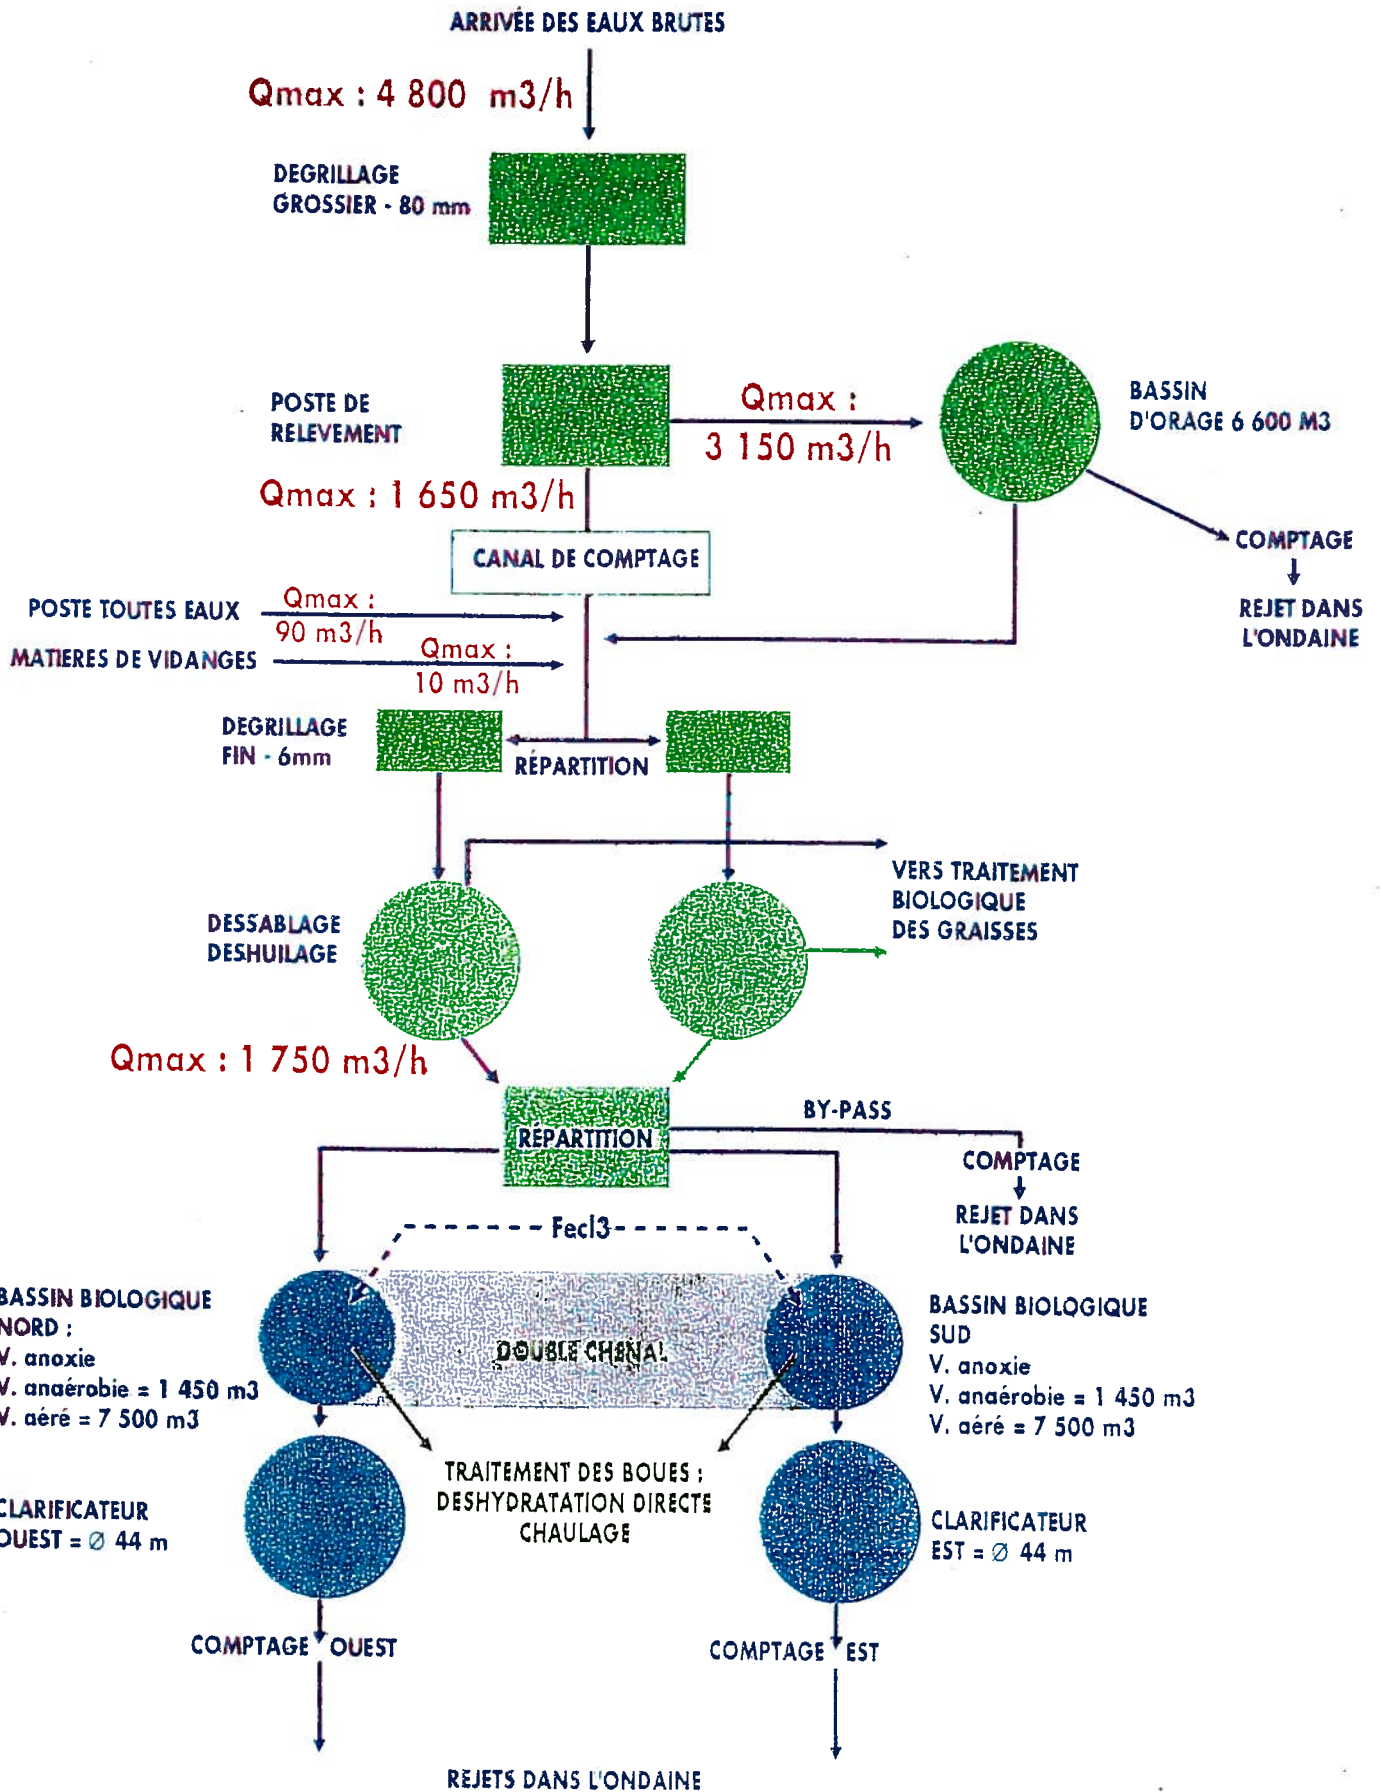 ARRIVÉE DES EAUX BRUTES
Qmax : 4 800 m3/h
DEGRILLAGE
GROSSIER - 80 mm
POSTE DE
RELEVEMENT
Qmax :
3 150 m3/h
BASSIN
D'ORAGE 6 600 M3
Qmax : 1 650 m3/h
CANAL DE COMPTAGE
COMPTAGE
REJET DANS
L'ONDAINE
POSTE TOUTES EAUX
Qmax :
90 m3/h
MATIERES DE VIDANGES
Qmax :
10 m3/h
DEGRILLAGE
FIN - 6mm
RÉPARTITION
VERS TRAITEMENT
BIOLOGIQUE
DES GRAISSES
DESSABLAGE
DESHUILAGE
Qmax : 1 750 m3/h
RÉPARTITION
BY-PASS
COMPTAGE
REJET DANS
L'ONDAINE
Fecl3
BASSIN BIOLOGIQUE
NORD :
V. anoxie
V. anaérobie = 1 450 m3
V. aéré = 7 500 m3
DOUBLE CHENAL
BASSIN BIOLOGIQUE
SUD
V. anoxie
V. anaérobie = 1 450 m3
V. aéré = 7 500 m3
TRAITEMENT DES BOUES :
DESHYDRATATION DIRECTE
CHAULAGE
CLARIFICATEUR
OUEST = Ø 44 m
CLARIFICATEUR
EST = Ø 44 m
COMPTAGE OUEST
COMPTAGE EST
REJETS DANS L'ONDAINE